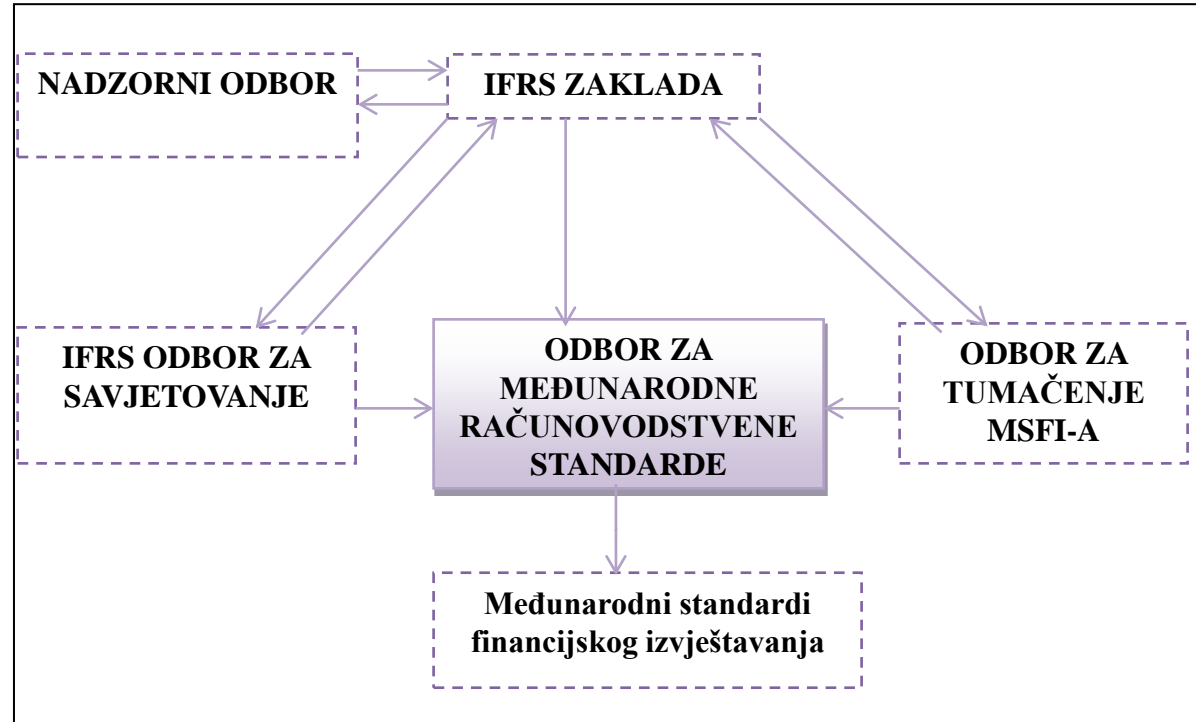 NADZORNI ODBOR
IFRS ZAKLADA
IFRS ODBOR ZA
SAVJETOVANJE
ODBOR ZA
MEĐUNARODNE
RAČUNOVODSTVENE
STANDARDE
ODBOR ZA
TUMAČENJE
MSFI-A
Međunarodni standardi
financijskog izvještavanja